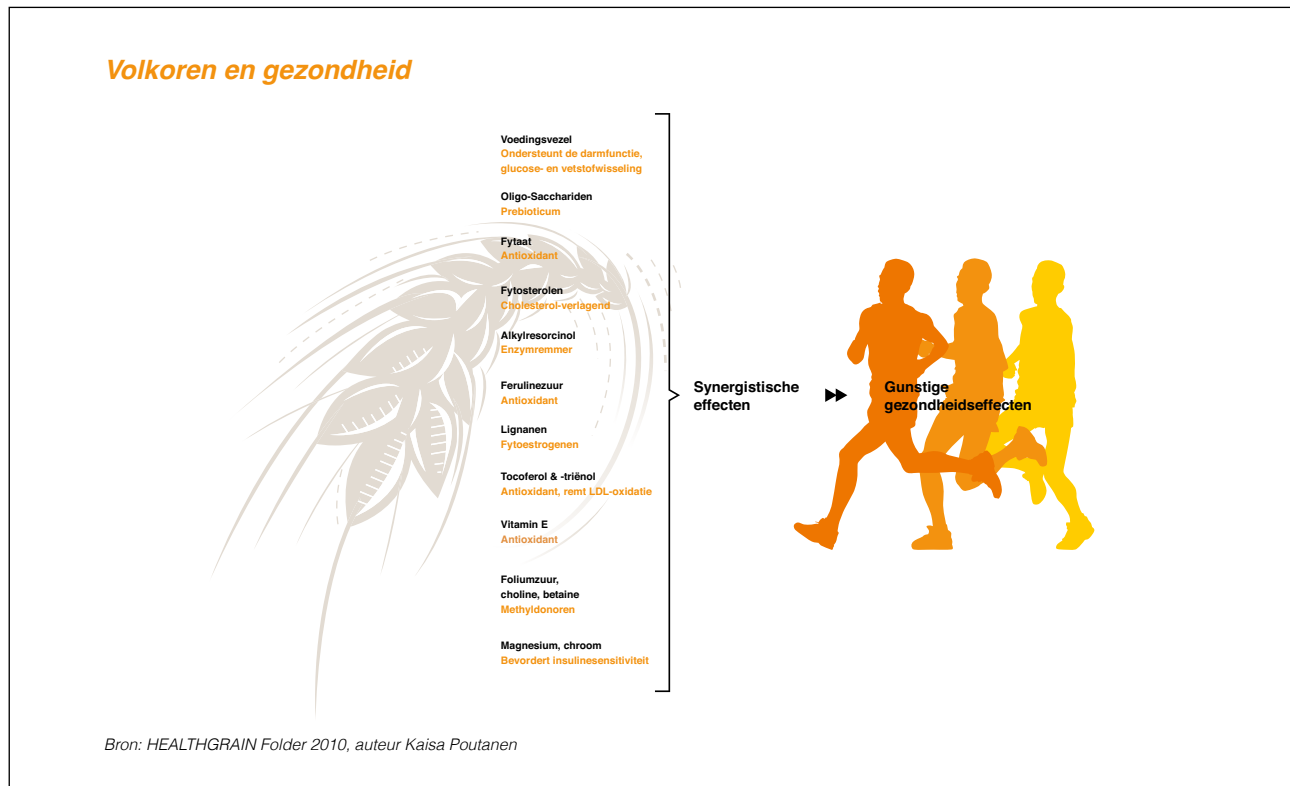 Volkoren en gezondheid
Voedingsvezel
Ondersteunt de darmfunctie,
glucose- en vetstofwisseling
Oligo-Sacchariden
Prebioticum
Fytaat
Antioxidant
Fytosterolen
Cholesterol-verlagend
Alkylresorcinol
Enzymremmer
Ferulinezuur
Antioxidant
Lignanen
Fytoestrogenen
Tocoferol & -triënol
Antioxidant, remt LDL-oxidatie
Vitamin E
Antioxidant
Foliumzuur,
choline, betaine
Methyldonoren
Magnesium, chroom
Bevordert insulinesensitiviteit
Synergistische
effecten
Gunstige
gezondheidseffecten
Bron: HEALTHGRAIN Folder 2010, auteur Kaisa Poutanen